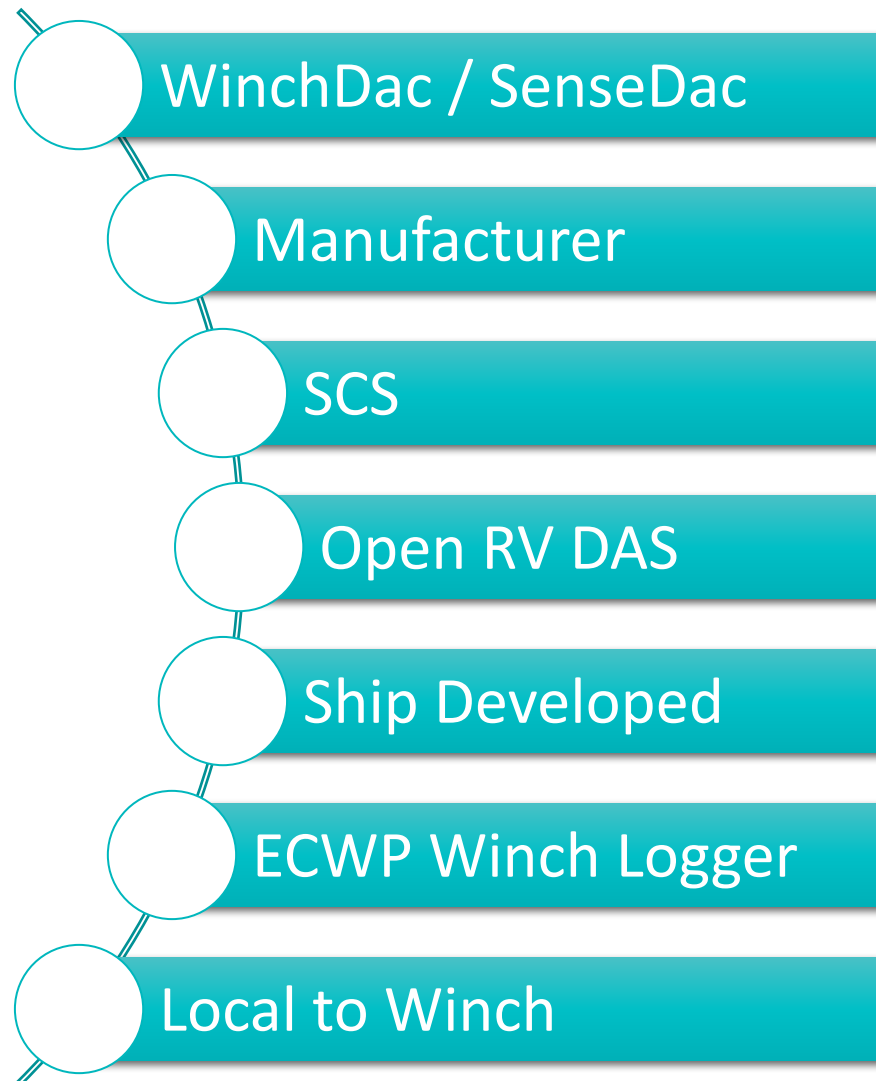 WinchDac / SenseDac
Manufacturer
SCS
Open RV DAS
Ship Developed
ECWP Winch Logger
Local to Winch